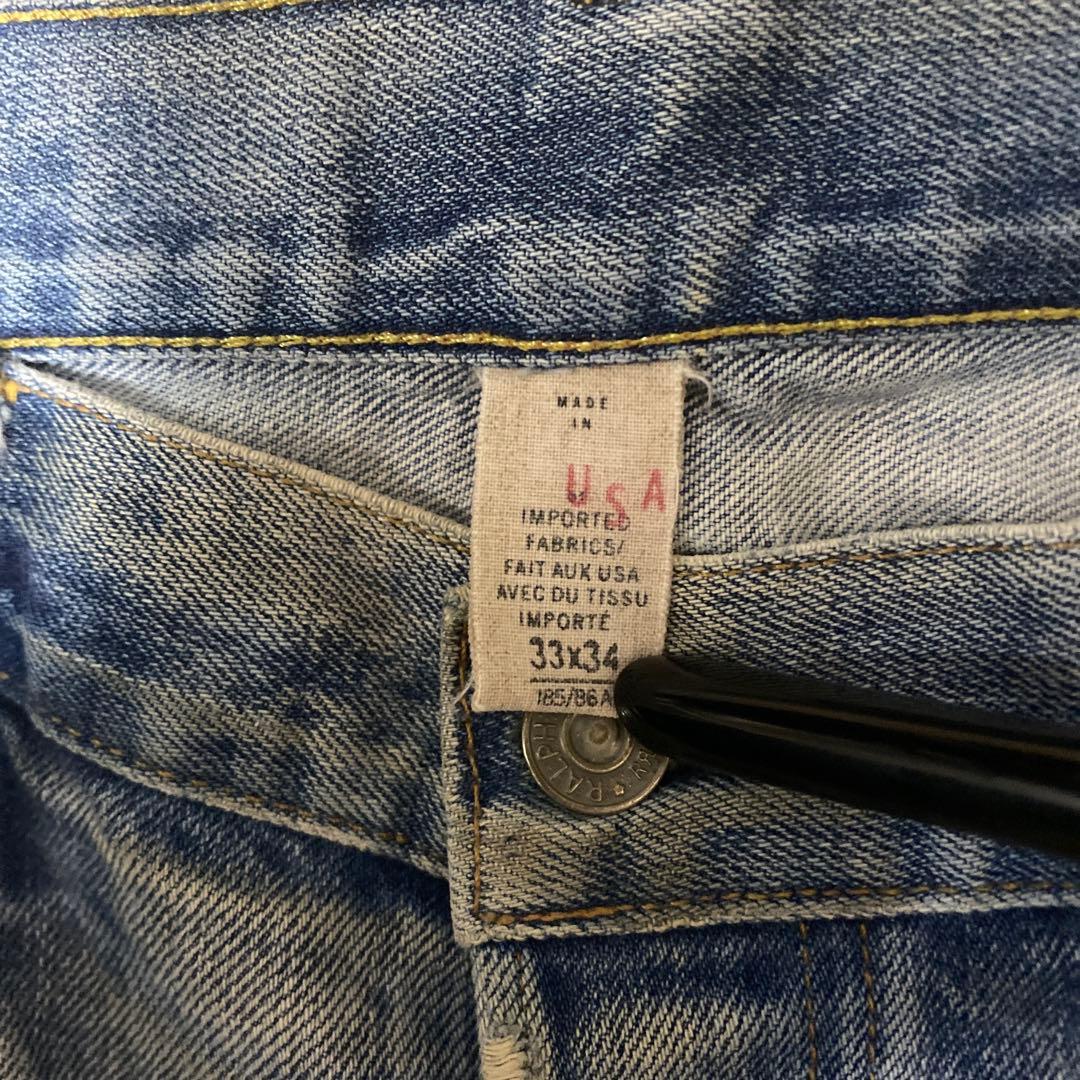 MADE
IN
USA
IMPORTED
FABRICS/
FAIT AUX USA
AVEC DU TISSU
IMPORTÉ
33x34
185/86A
RALPH